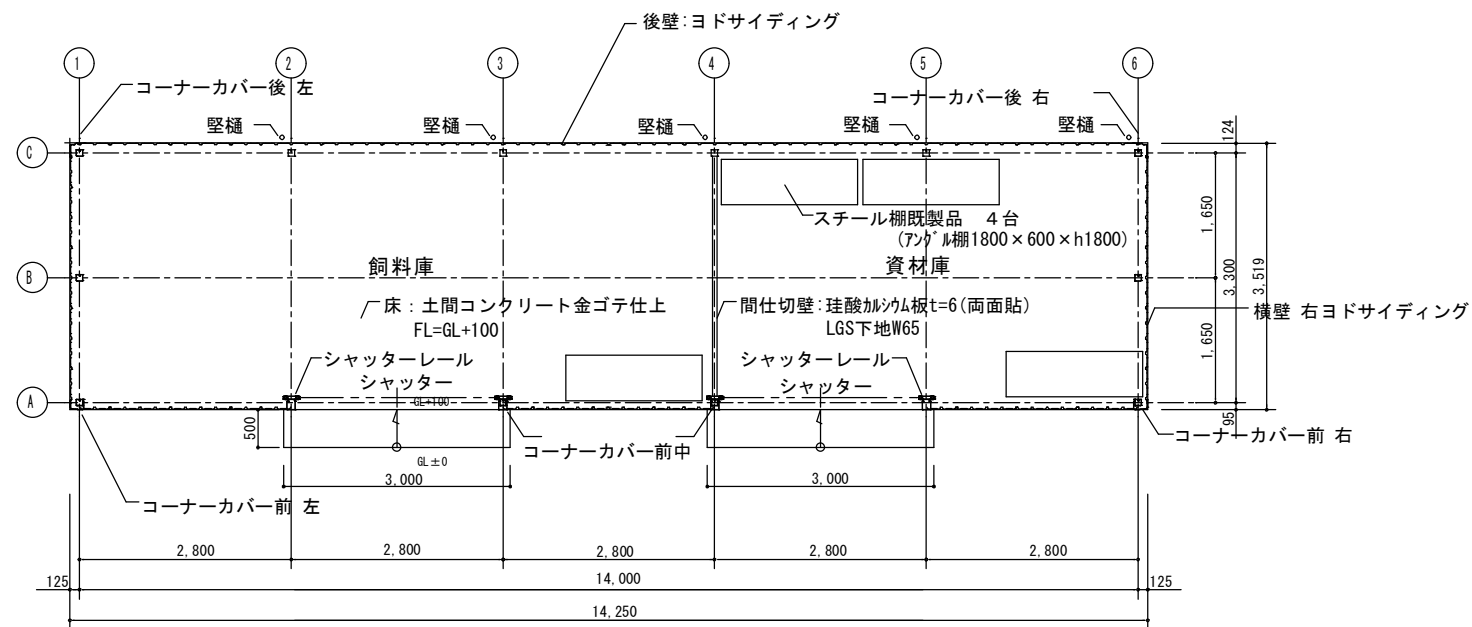 後壁:ヨドサイディング
1
2
3
4
5
6
コーナーカバー後 左
コーナーカバー後 右
竪樋
竪樋
竪樋
竪樋
竪樋
C
B
A
124
1,650
1,650
3,300
3,519
95
スチール棚既製品 4台
(アングル棚1800×600×h1800)
飼料庫
資材庫
床:土間コンクリート金ゴテ仕上
FL=GL+100
間仕切壁:珪酸カルシウム板t=6(両面貼)
LGS下地W65
横壁 右ヨドサイディング
シャッターレール
シャッター
シャッターレール
シャッター
GL+100
500
GL±0
コーナーカバー前中
コーナーカバー前 右
3,000
3,000
コーナーカバー前 左
2,800
2,800
2,800
2,800
2,800
125
14,000
125
14,250